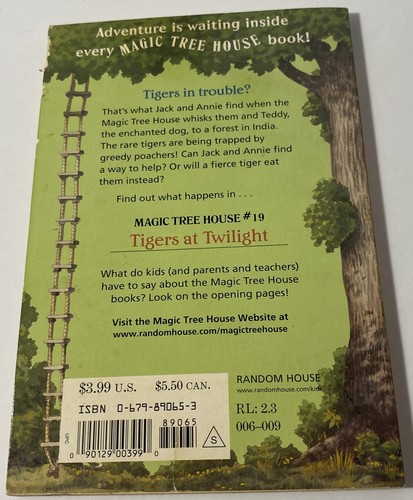 Adventure is waiting inside
every MAGIC TREE HOUSE book!
Tigers in trouble?
That's what Jack and Annie find when the
Magic Tree House whisks them and Teddy,
the enchanted dog, to a forest in India.
The rare tigers are being trapped by
greedy poachers! Can Jack and Annie find
a way to help? Or will a fierce tiger eat
them instead?
Find out what happens in . . .
MAGIC TREE HOUSE #19
Tigers at Twilight
What do kids (and parents and teachers)
have to say about the Magic Tree House
books? Look on the opening pages!
Visit the Magic Tree House Website at
www.randomhouse.com/magictreehouse
$3.99 U.S. $5.50 CAN.
ISBN 0-679-89065-3
89065
0 90129 00399 0
S
RANDOM HOUSE
www.randomhouse.com/kids
RL: 2.3
006-009